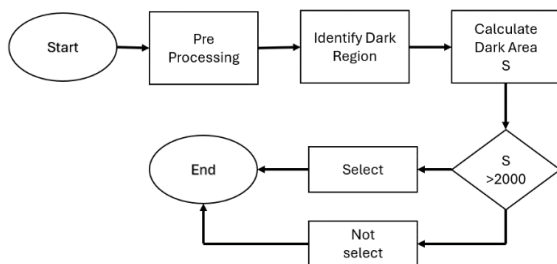 Start
Pre
Processing
Identify Dark
Region
Calculate
Dark Area
S
S
>2000
Select
End
Not
select